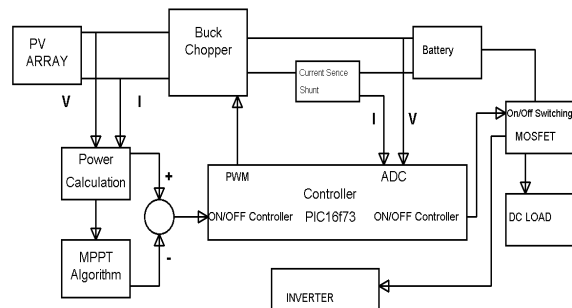 PV
ARRAY
Buck
Chopper
Battery
Current Sence
Shunt
V
I
I
V
On/Off Switching
MOSFET
Power
Calculation
+
PWM
ADC
Controller
PIC16f73
ON/OFF Controller
ON/OFF Controller
DC LOAD
MPPT
Algorithm
-
INVERTER